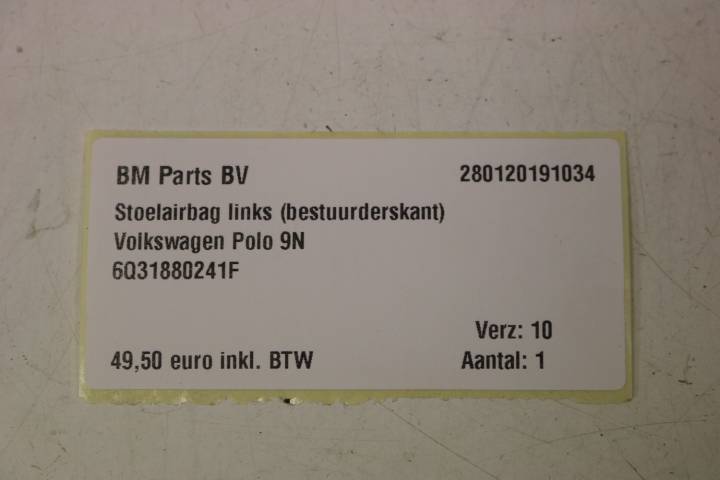 BM Parts BV 280120191034
Stoelairbag links (bestuurderskant)
Volkswagen Polo 9N
6Q31880241F
Verz: 10
49,50 euro inkl. BTW Aantal: 1